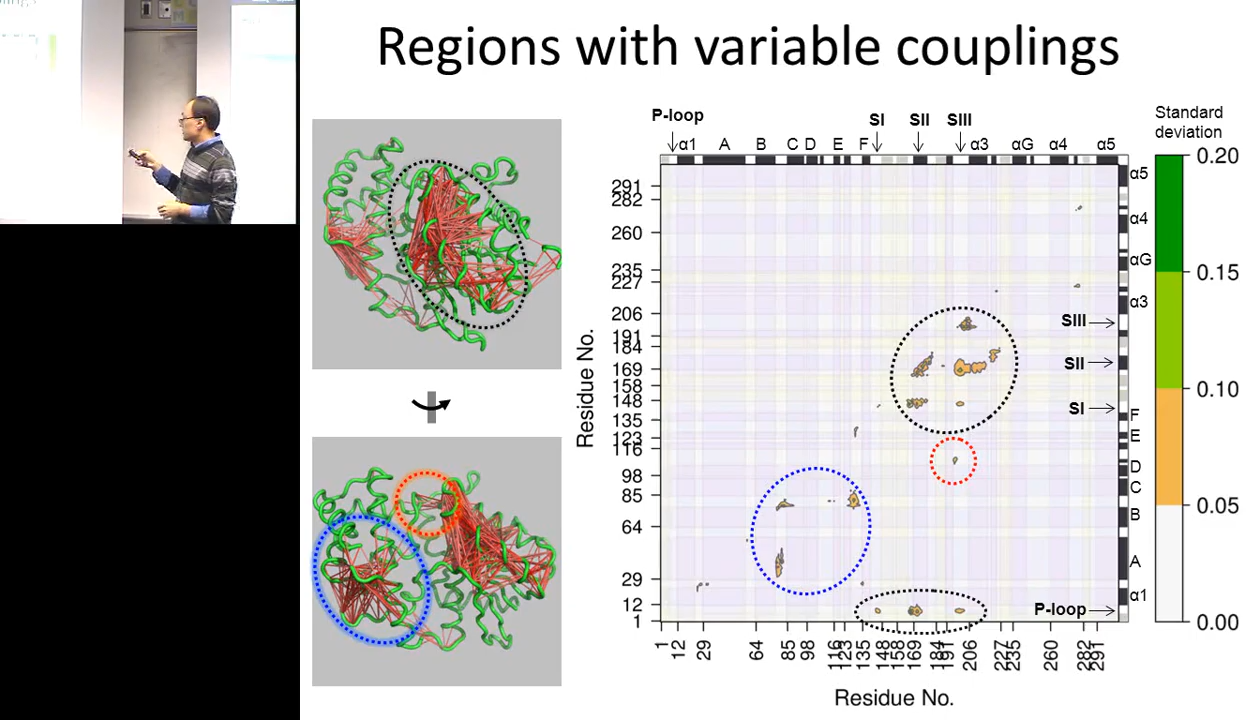 Regions with variable couplings
P-loop
SI SII SIII
α1 A B C D E F α3 αG α4 α5
Standard
deviation
291
282
260
235
227
206
191
184
169
158
148
135
123
116
98
85
64
29
12
1
Residue No.
α5
α4
αG
α3
SIII
SII
SI
F
E
D
C
B
A
α1
P-loop
0.20
0.15
0.10
0.05
0.00
1 12 29 64 85 98 116 123 135 148 158 169 184 191 206 227 235 260 282 291
Residue No.